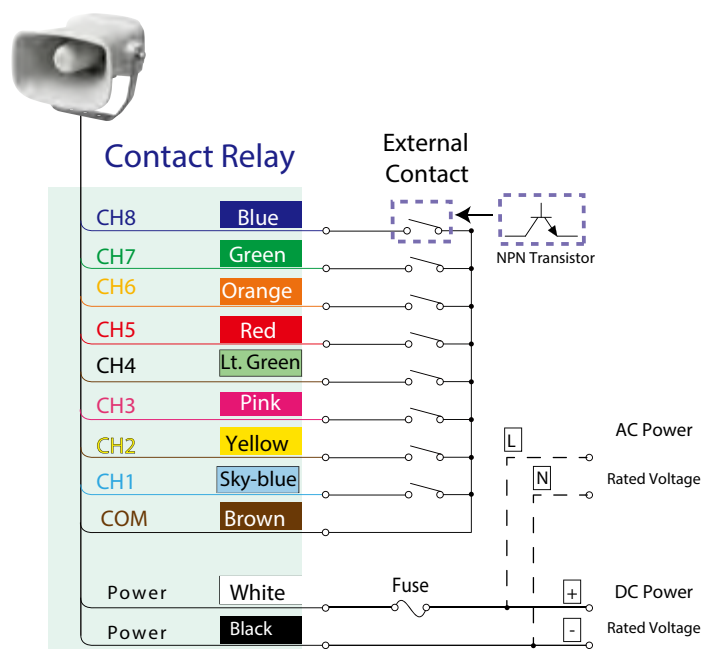 External
Contact
Contact Relay
CH8 Blue
NPN Transistor
CH7 Green
CH6 Orange
CH5 Red
CH4 Lt. Green
CH3 Pink
CH2 Yellow
L AC Power
CH1 Sky-blue
N Rated Voltage
COM Brown
Power White Fuse + DC Power
Power Black - Rated Voltage